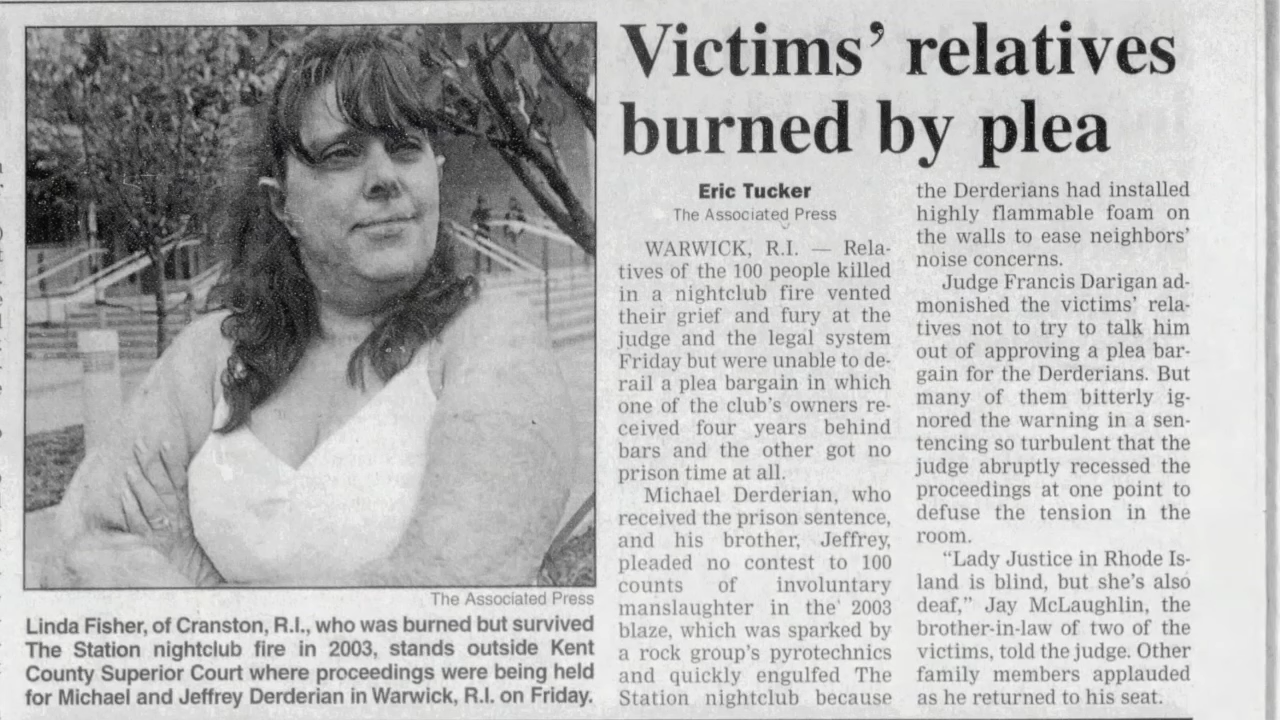 Victims' relatives
burned by plea
The Associated Press
Linda Fisher, of Cranston, R.I., who was burned but survived
The Station nightclub fire in 2003, stands outside Kent
County Superior Court where proceedings were being held
for Michael and Jeffrey Derderian in Warwick, R.I. on Friday.
Eric Tucker
The Associated Press
WARWICK, R.I. — Rela-
tives of the 100 people killed
in a nightclub fire vented
their grief and fury at the
judge and the legal system
Friday but were unable to de-
rail a plea bargain in which
one of the club's owners re-
ceived four years behind
bars and the other got no
prison time at all.
Michael Derderian, who
received the prison sentence,
and his brother, Jeffrey,
pleaded no contest to 100
counts of involuntary
manslaughter in the 2003
blaze, which was sparked by
a rock group's pyrotechnics
and quickly engulfed The
Station nightclub because
the Derderians had installed
highly flammable foam on
the walls to ease neighbors'
noise concerns.
Judge Francis Darigan ad-
monished the victims' rela-
tives not to try to talk him
out of approving a plea bar-
gain for the Derderians. But
many of them bitterly ig-
nored the warning in a sen-
tencing so turbulent that the
judge abruptly recessed the
proceedings at one point to
defuse the tension in the
room.
"Lady Justice in Rhode Is-
land is blind, but she's also
deaf," Jay McLaughlin, the
brother-in-law of two of the
victims, told the judge. Other
family members applauded
as he returned to his seat.